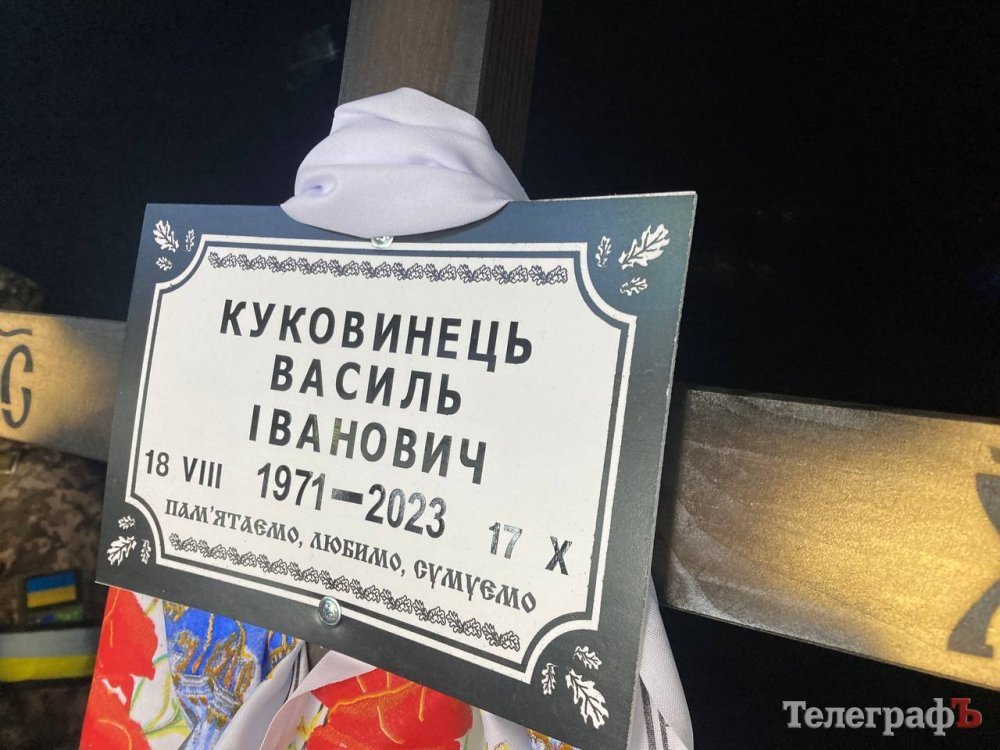 КУКОВИНЕЦЬ
ВАСИЛЬ
ІВАНОВИЧ
18 VIII 1971–2023 17 X
ПАМ'ЯТАЄМО, ЛЮБИМО, СУМУЄМО
ТелеграфЪ